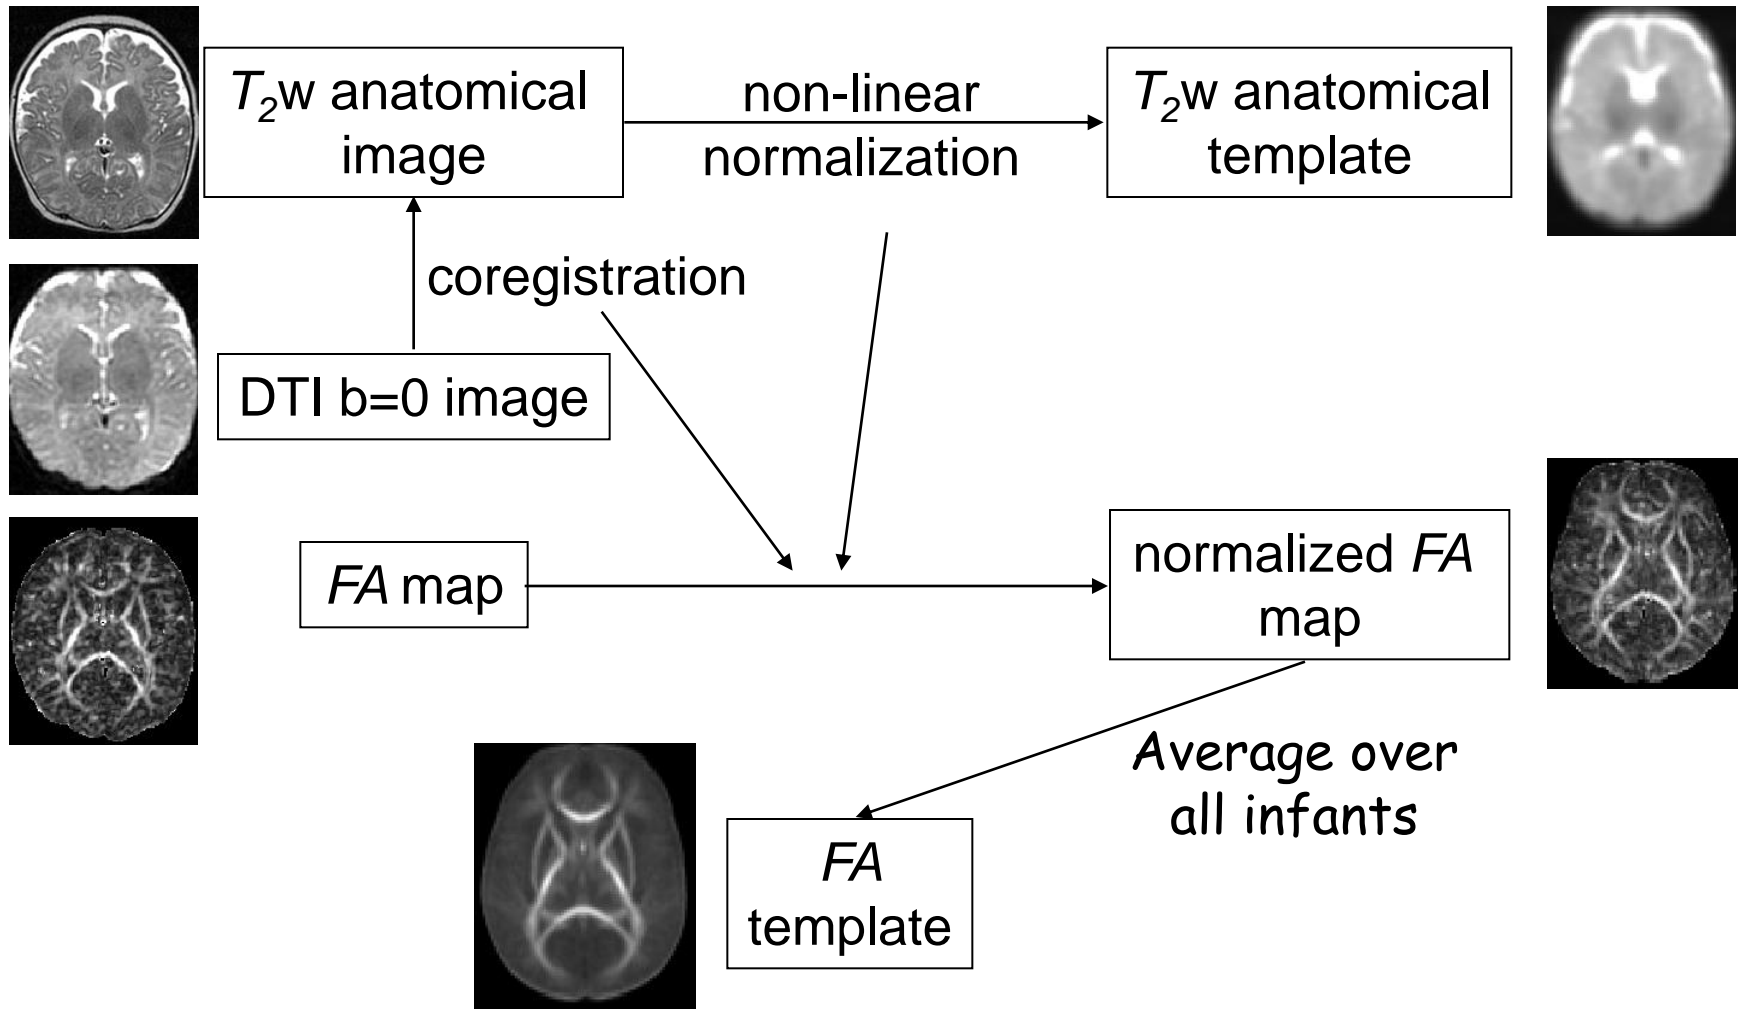 T₂w anatomical
image
non-linear
normalization
T₂w anatomical
template
coregistration
DTI b=0 image
FA map
normalized FA
map
Average over
all infants
FA
template